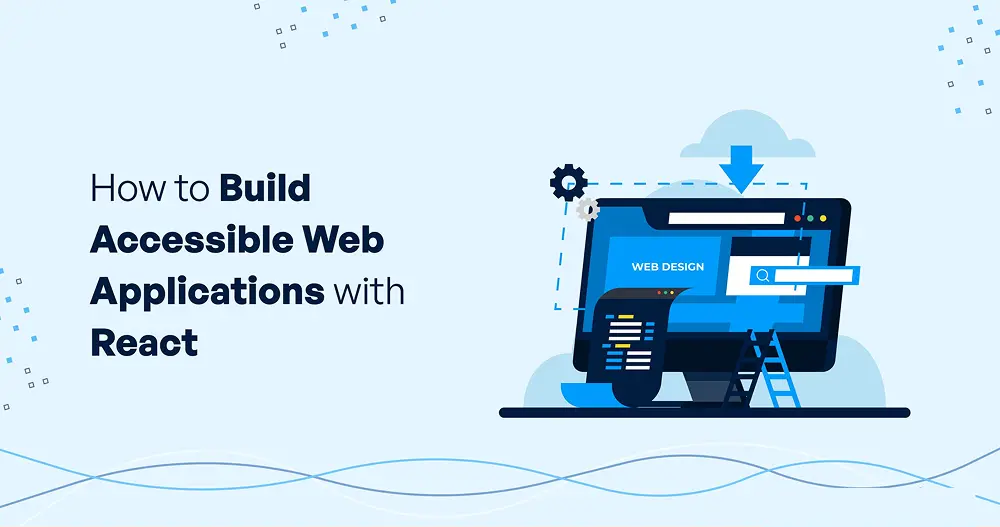 How to Build
Accessible Web
Applications with
React
WEB DESIGN